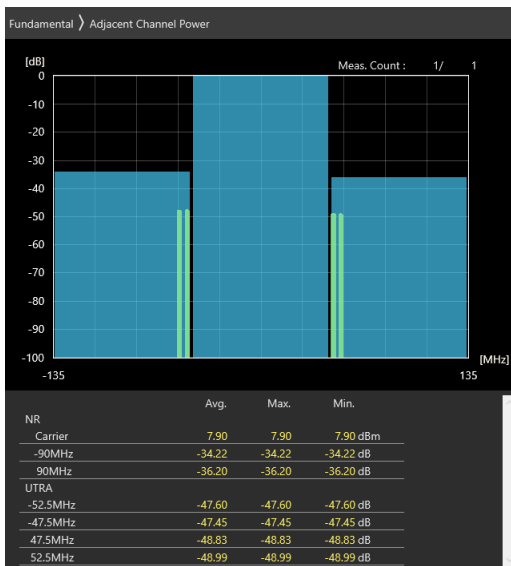 Fundamental 〉 Adjacent Channel Power
[dB]
Meas. Count : 1/ 1
0
-10
-20
-30
-40
-50
-60
-70
-80
-90
-100
[MHz]
-135 135
Avg. Max. Min.
NR
Carrier 7.90 7.90 7.90 dBm
-90MHz -34.22 -34.22 -34.22 dB
90MHz -36.20 -36.20 -36.20 dB
UTRA
-52.5MHz -47.60 -47.60 -47.60 dB
-47.5MHz -47.45 -47.45 -47.45 dB
47.5MHz -48.83 -48.83 -48.83 dB
52.5MHz -48.99 -48.99 -48.99 dB